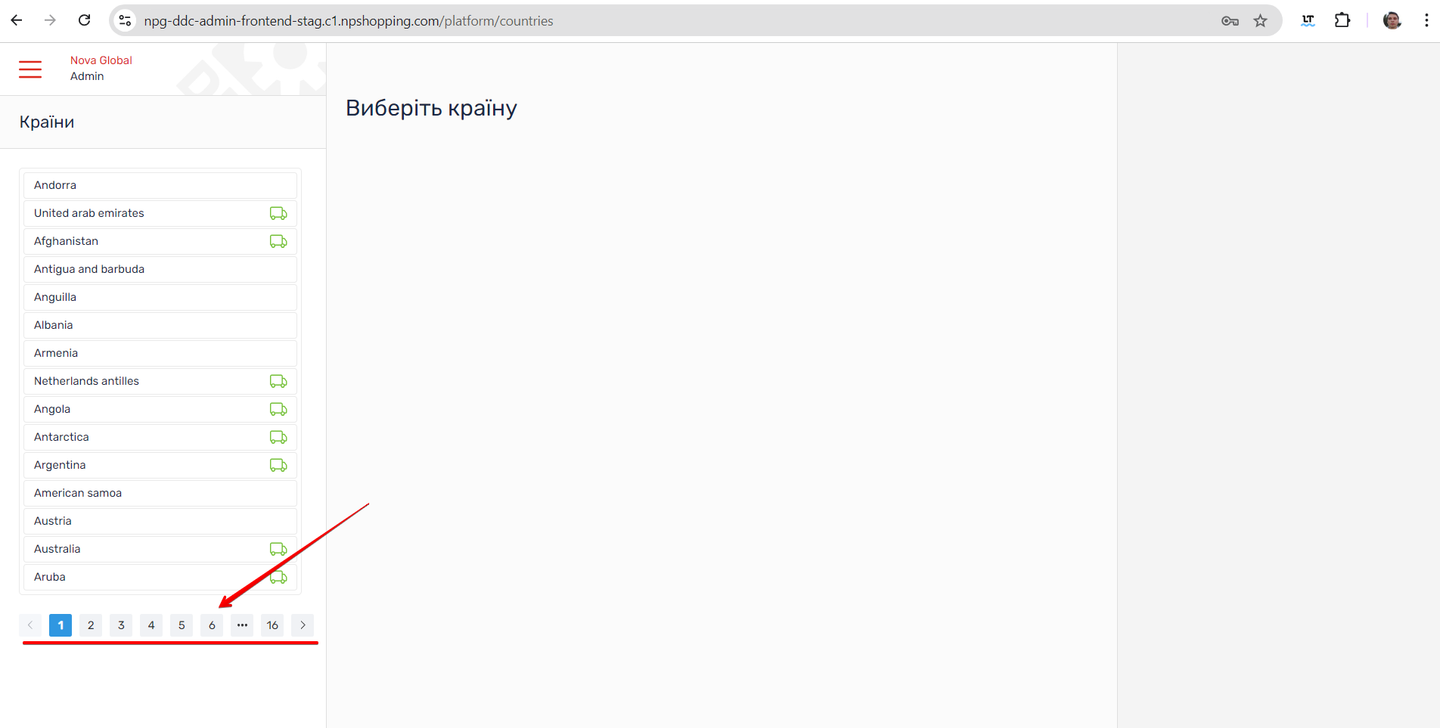 npg-ddc-admin-frontend-stag.c1.npshopping.com/platform/countries
LT
Nova Global
Admin
Країни
Виберіть країну
Andorra
United arab emirates
Afghanistan
Antigua and barbuda
Anguilla
Albania
Armenia
Netherlands antilles
Angola
Antarctica
Argentina
American samoa
Austria
Australia
Aruba
< 1 2 3 4 5 6 ••• 16 >